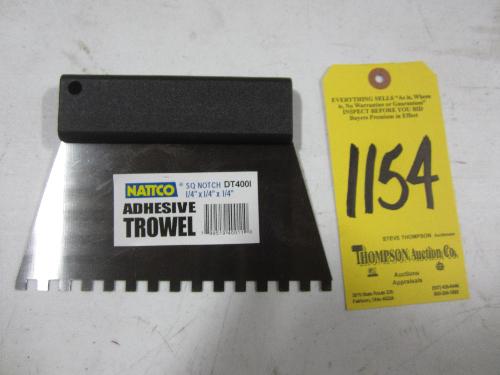 NATTCO® SQ NOTCH DT400I
1/4" x 1/4" x 1/4"
ADHESIVE
TROWEL
EVERYTHING SELLS "As is, Where
is, No Warranties or Guarantees"
INSPECT BEFORE YOU BID
Buyers Premium in Effect
1154
STEVE THOMPSON Auctioneer
THOMPSON Auction Co.
Auctions
Appraisals